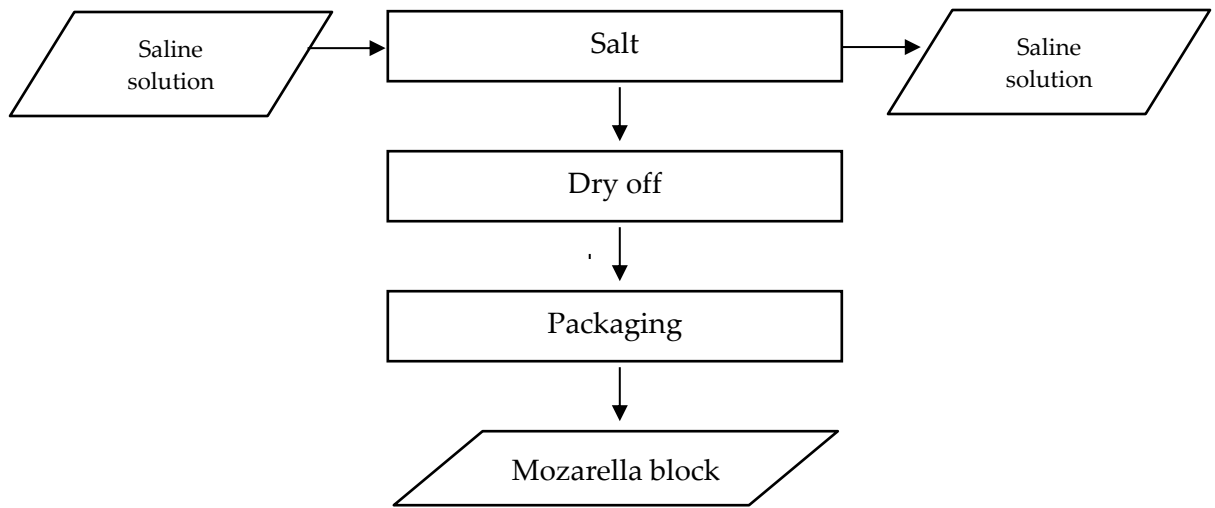 Saline
solution
Salt
Saline
solution
Dry off
Packaging
Mozarella block